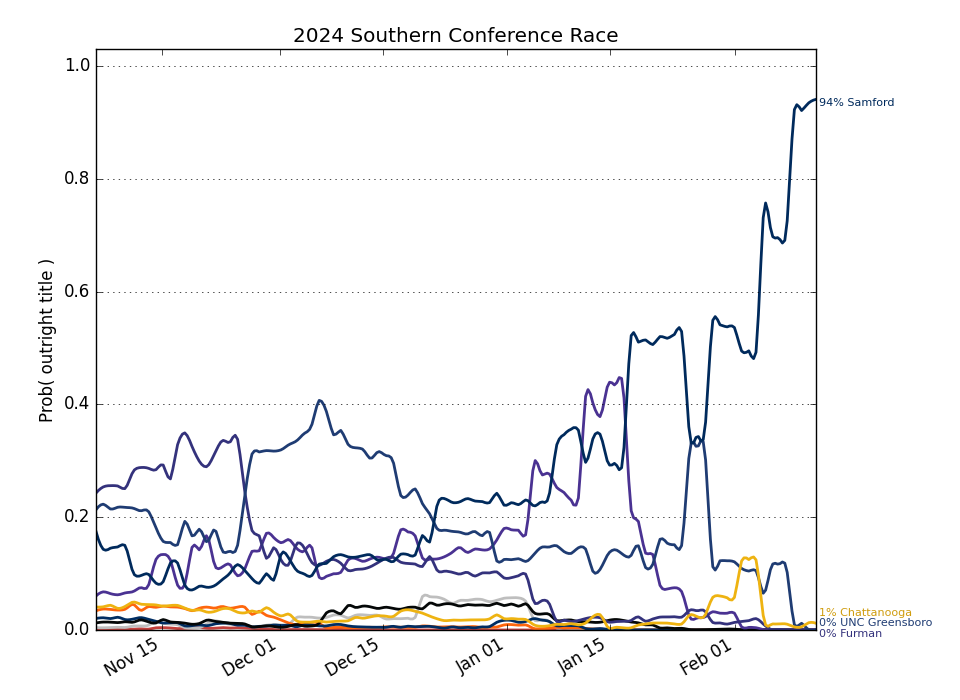 2024 Southern Conference Race
Prob( outright title )
1.0
0.8
0.6
0.4
0.2
0.0
Nov 15
Dec 01
Dec 15
Jan 01
Jan 15
Feb 01
94% Samford
1% Chattanooga
0% UNC Greensboro
0% Furman